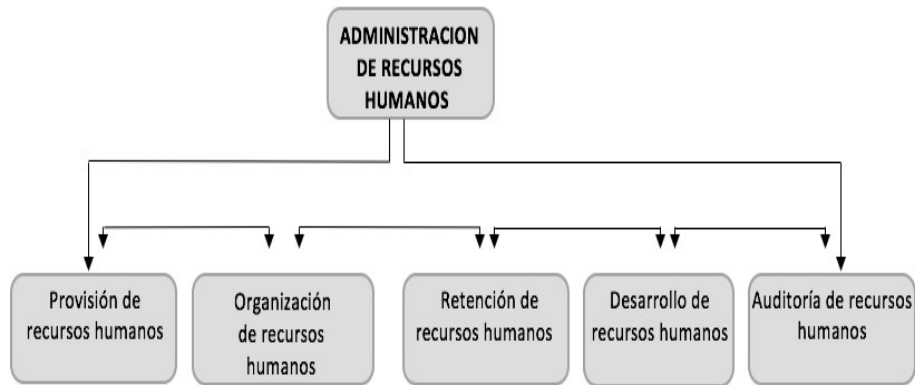 ADMINISTRACION
DE RECURSOS
HUMANOS
Provisión de
recursos humanos
Organización
de recursos
humanos
Retención de
recursos humanos
Desarrollo de
recursos humanos
Auditoría de recursos
humanos